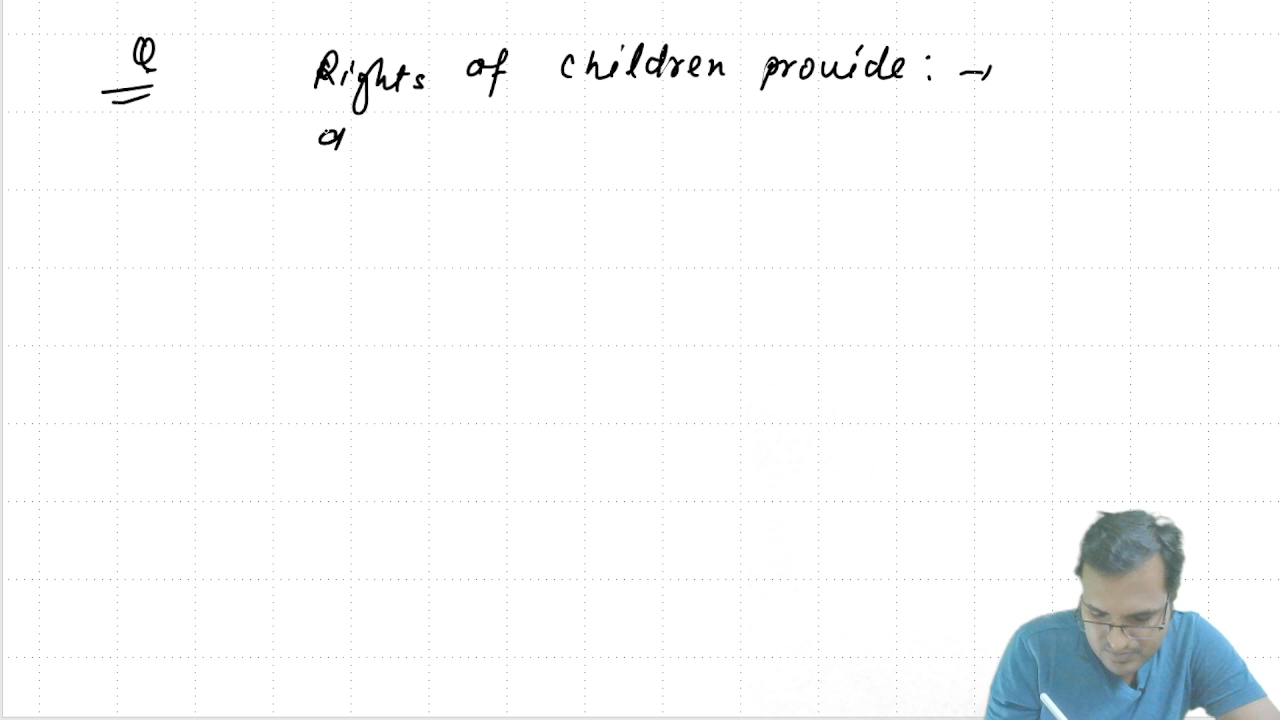 Q Rights of children provide : →
a